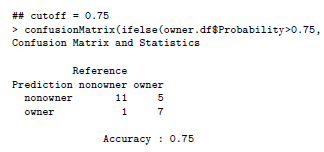 ## cutoff = 0.75
> confusionMatrix(ifelse(owner.df$Probability>0.75,
Confusion Matrix and Statistics
Reference
Prediction nonowner owner
nonowner 11 5
owner 1 7
Accuracy : 0.75